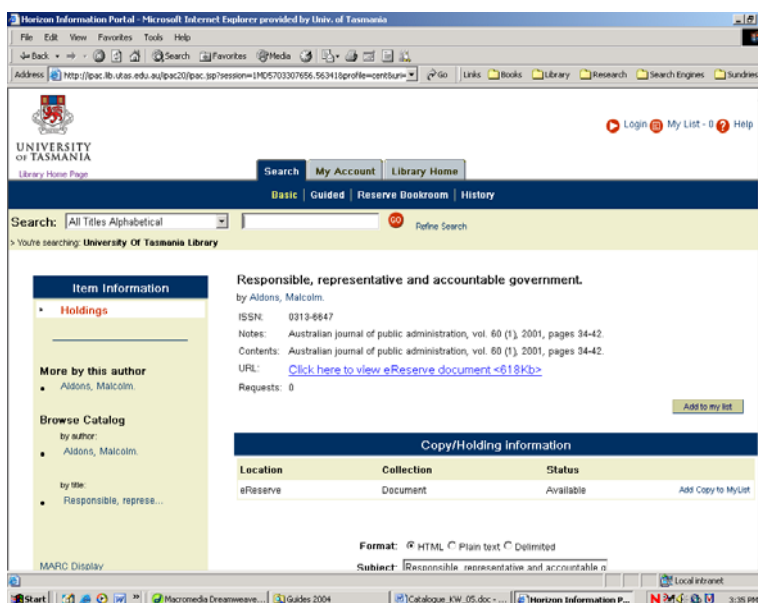 Horizon Information Portal - Microsoft Internet Explorer provided by Univ. of Tasmania
File Edit View Favorites Tools Help
Back Search Favorites Media
Address http://ipac.lib.utas.edu.au/ipac20/ipac.jsp?session=1MD5703307656.56341&profile=cent&uri= Go Links Books Library Research Search Engines Sundries
UNIVERSITY
OF TASMANIA
Library Home Page
Login My List - 0 Help
Search My Account Library Home
Basic | Guided | Reserve Bookroom | History
Search: All Titles Alphabetical GO Refine Search
> You're searching: University Of Tasmania Library
Item Information
Holdings
More by this author
Aldons, Malcolm.
Browse Catalog
by author:
Aldons, Malcolm.
by title:
Responsible, represe...
MARC Display
Responsible, representative and accountable government.
by Aldons, Malcolm.
ISSN: 0313-6647
Notes: Australian journal of public administration, vol. 60 (1), 2001, pages 34-42.
Contents: Australian journal of public administration, vol. 60 (1), 2001, pages 34-42.
URL: Click here to view eReserve document <618Kb>
Requests: 0
Add to my list
Copy/Holding information
Location Collection Status
eReserve Document Available Add Copy to MyList
Format: HTML Plain text Delimited
Subject: Responsible, representative and accountable g
Local intranet
Start Macromedia Dreamweave... Guides 2004 Catalogue_KW_05.doc - ... Horizon Information P... 3:35 PM